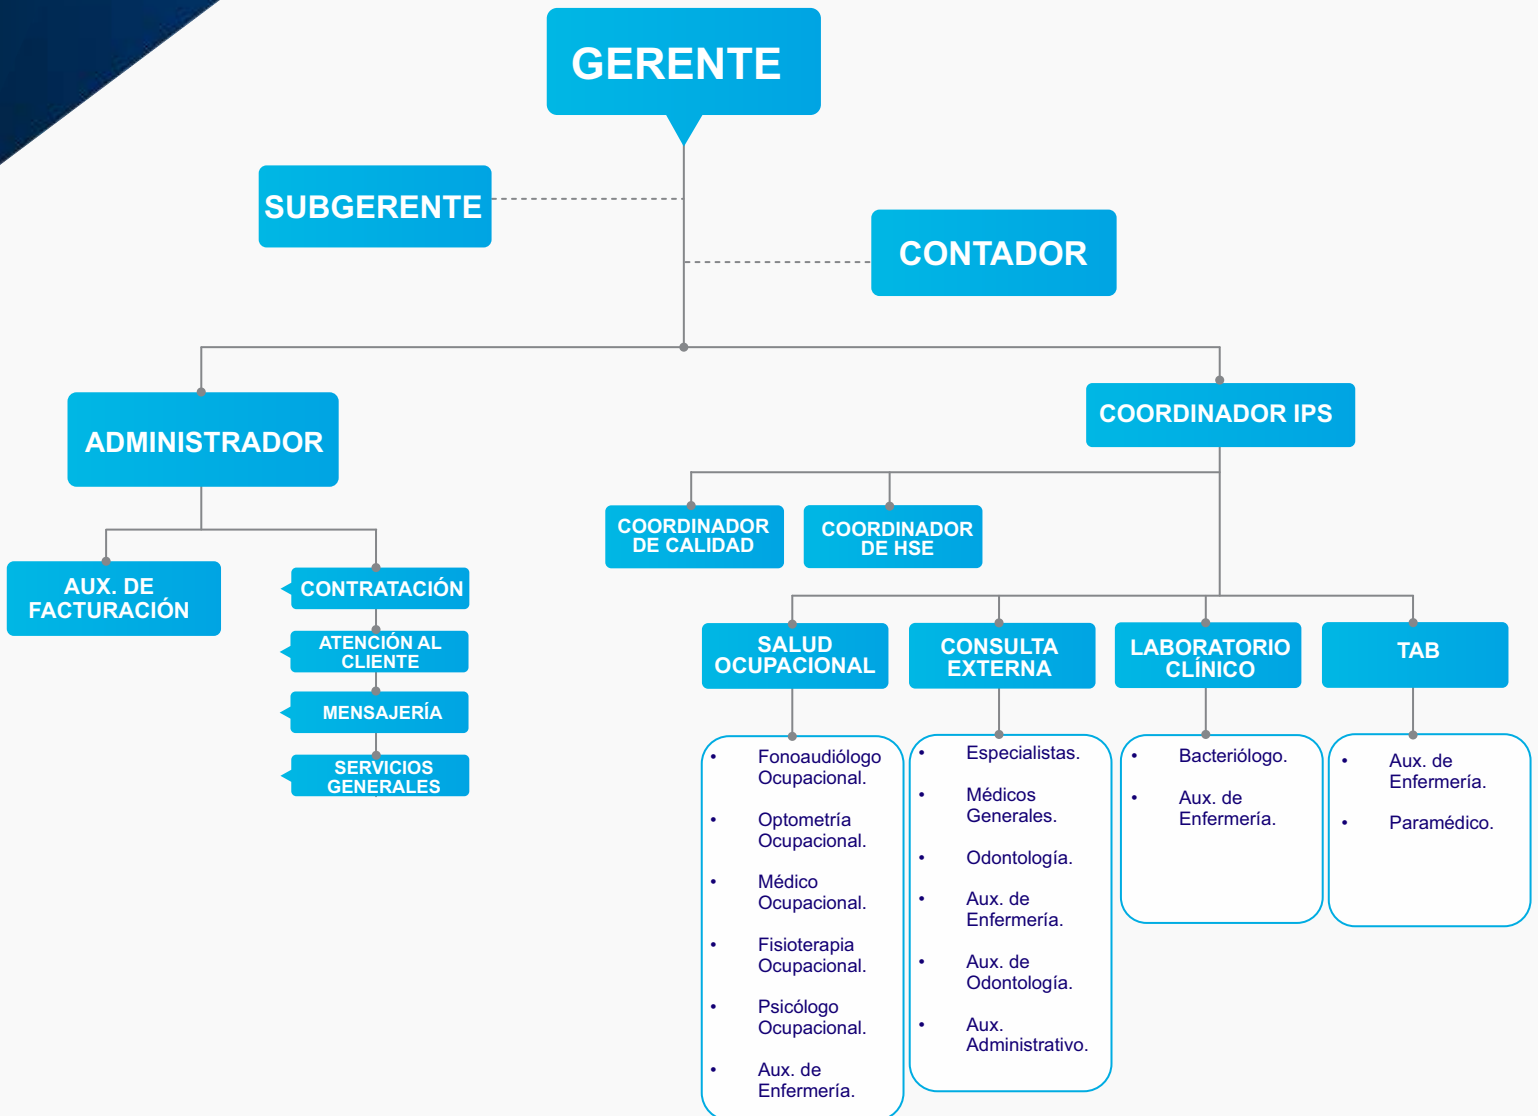 GERENTE
SUBGERENTE
CONTADOR
ADMINISTRADOR
COORDINADOR IPS
COORDINADOR
DE CALIDAD
COORDINADOR
DE HSE
AUX. DE
FACTURACIÓN
CONTRATACIÓN
ATENCIÓN AL
CLIENTE
MENSAJERÍA
SERVICIOS
GENERALES
SALUD
OCUPACIONAL
• Fonoaudiólogo
Ocupacional.
• Optometría
Ocupacional.
• Médico
Ocupacional.
• Fisioterapia
Ocupacional.
• Psicólogo
Ocupacional.
• Aux. de
Enfermería.
CONSULTA
EXTERNA
• Especialistas.
• Médicos
Generales.
• Odontología.
• Aux. de
Enfermería.
• Aux. de
Odontología.
• Aux.
Administrativo.
LABORATORIO
CLÍNICO
• Bacteriólogo.
• Aux. de
Enfermería.
TAB
• Aux. de
Enfermería.
• Paramédico.